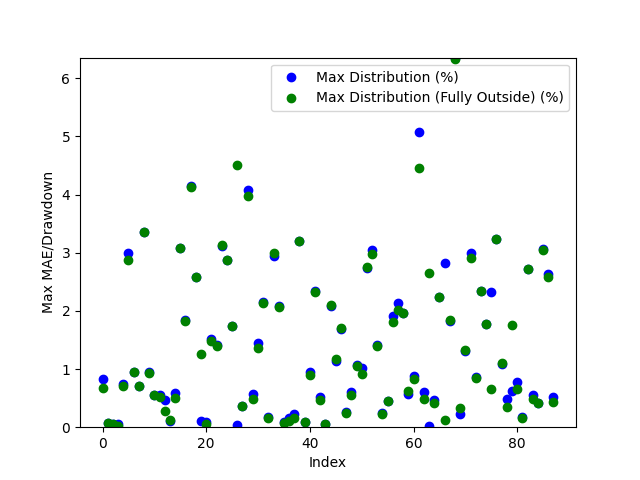 Max Distribution (%)
Max Distribution (Fully Outside) (%)
Max MAE/Drawdown
6
5
4
3
2
1
0
0 20 40 60 80
Index